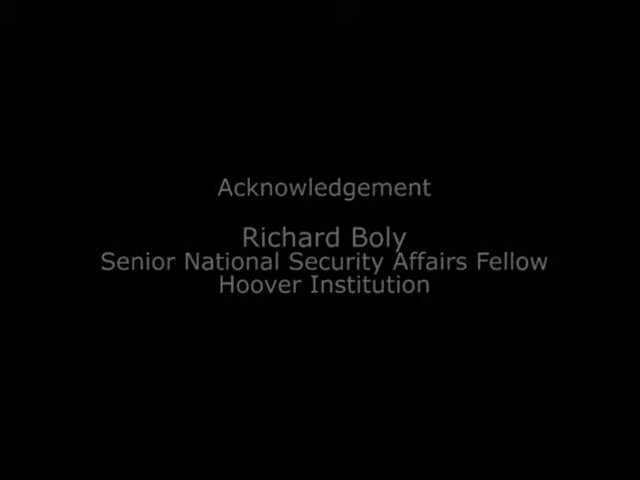 Acknowledgement
Richard Boly
Senior National Security Affairs Fellow
Hoover Institution